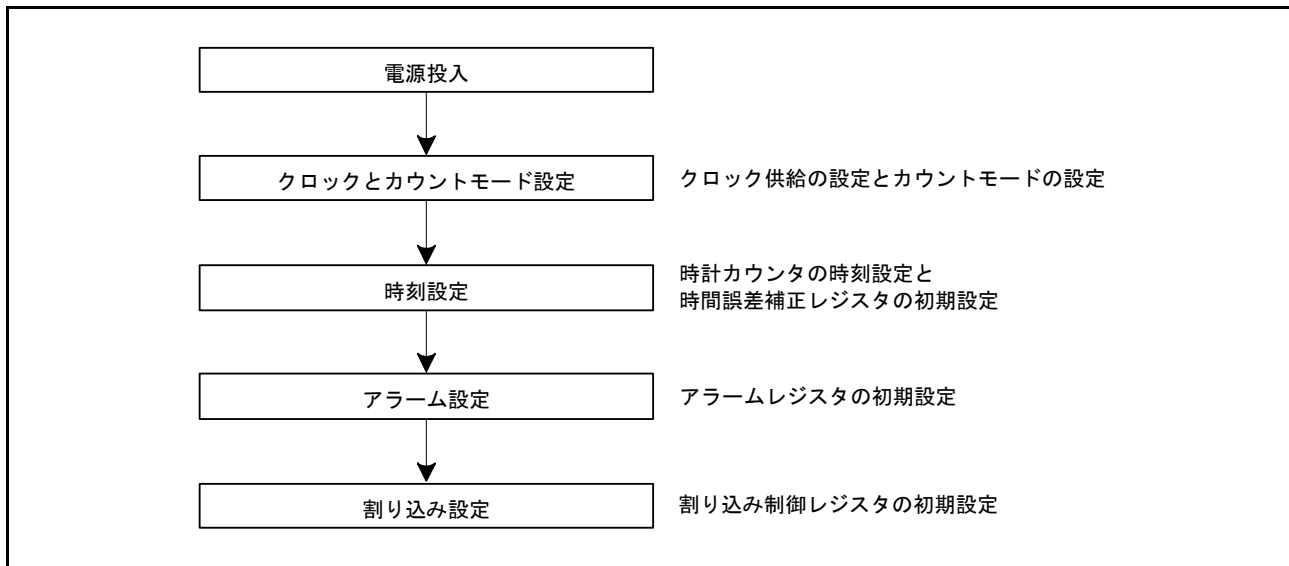 電源投入
クロックとカウントモード設定
クロック供給の設定とカウントモードの設定
時刻設定
時計カウンタの時刻設定と
時間誤差補正レジスタの初期設定
アラーム設定
アラームレジスタの初期設定
割り込み設定
割り込み制御レジスタの初期設定